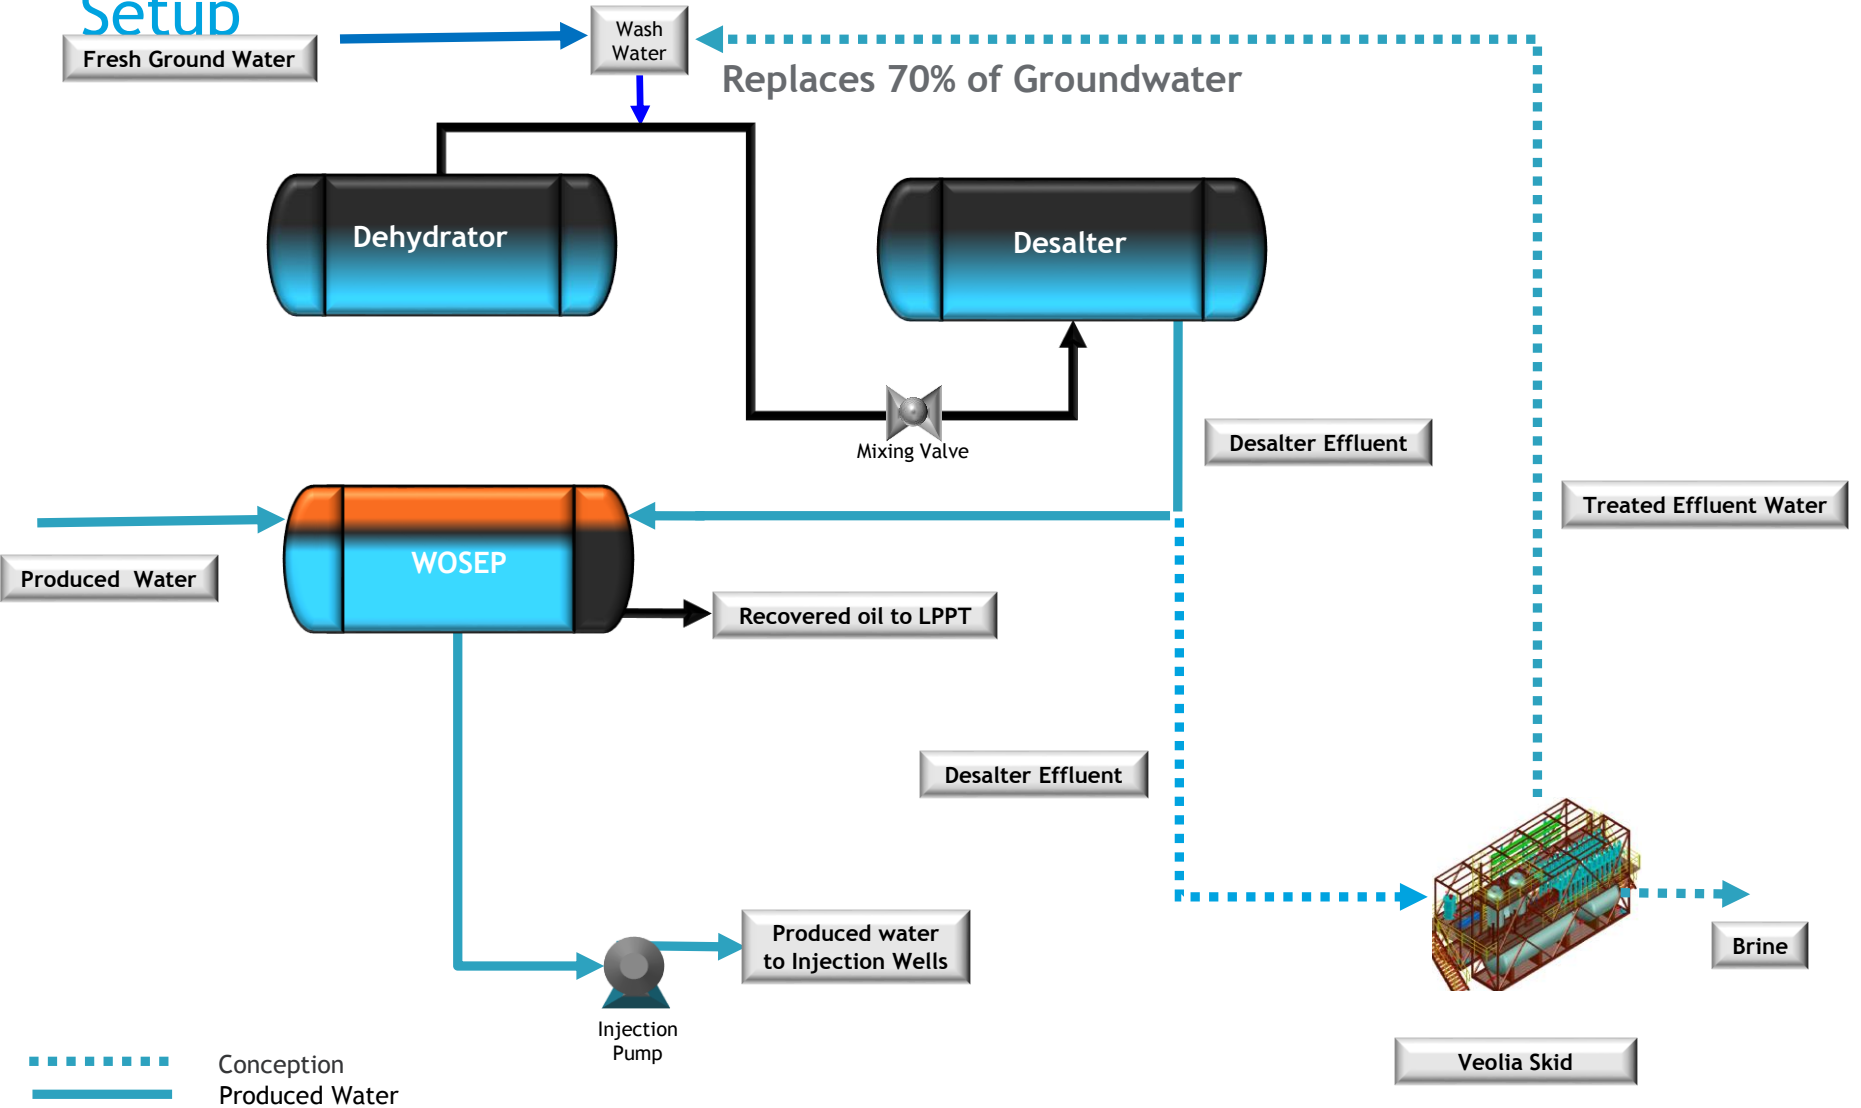 Setup
Fresh Ground Water
Wash
Water
Replaces 70% of Groundwater
Dehydrator
Desalter
Mixing Valve
Desalter Effluent
Treated Effluent Water
WOSEP
Produced  Water
Recovered oil to LPPT
Desalter Effluent
Produced water
to Injection Wells
Brine
Injection
Pump
Veolia Skid
Conception
Produced Water